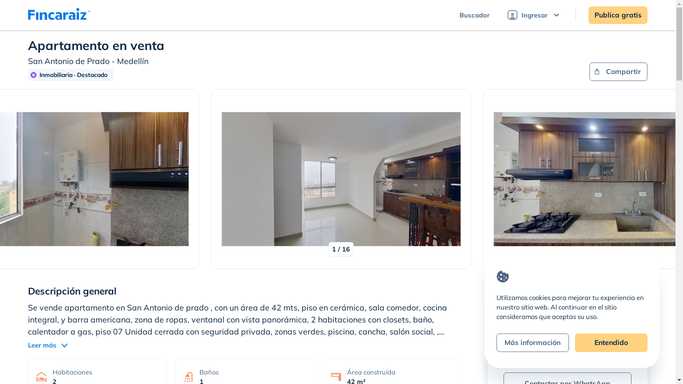 Fincaraiz
Buscador
Ingresar
Publica gratis
Apartamento en venta
San Antonio de Prado - Medellín
Inmobiliaria · Destacado
Compartir
1 / 16
Descripción general
Se vende apartamento en San Antonio de prado , con un área de 42 mts, piso en cerámica, sala comedor, cocina
integral, y barra americana, zona de ropas, ventanal con vista panorámica, 2 habitaciones con closets, baño,
calentador a gas, piso 07 Unidad cerrada con seguridad privada, zonas verdes, piscina, cancha, salón social, ,...
Leer más
Habitaciones
2
Baños
1
Área construida
42 m²
Utilizamos cookies para mejorar tu experiencia en
nuestro sitio web. Al continuar en el sitio
consideramos que aceptas su uso.
Más información
Entendido
Contactar por WhatsApp